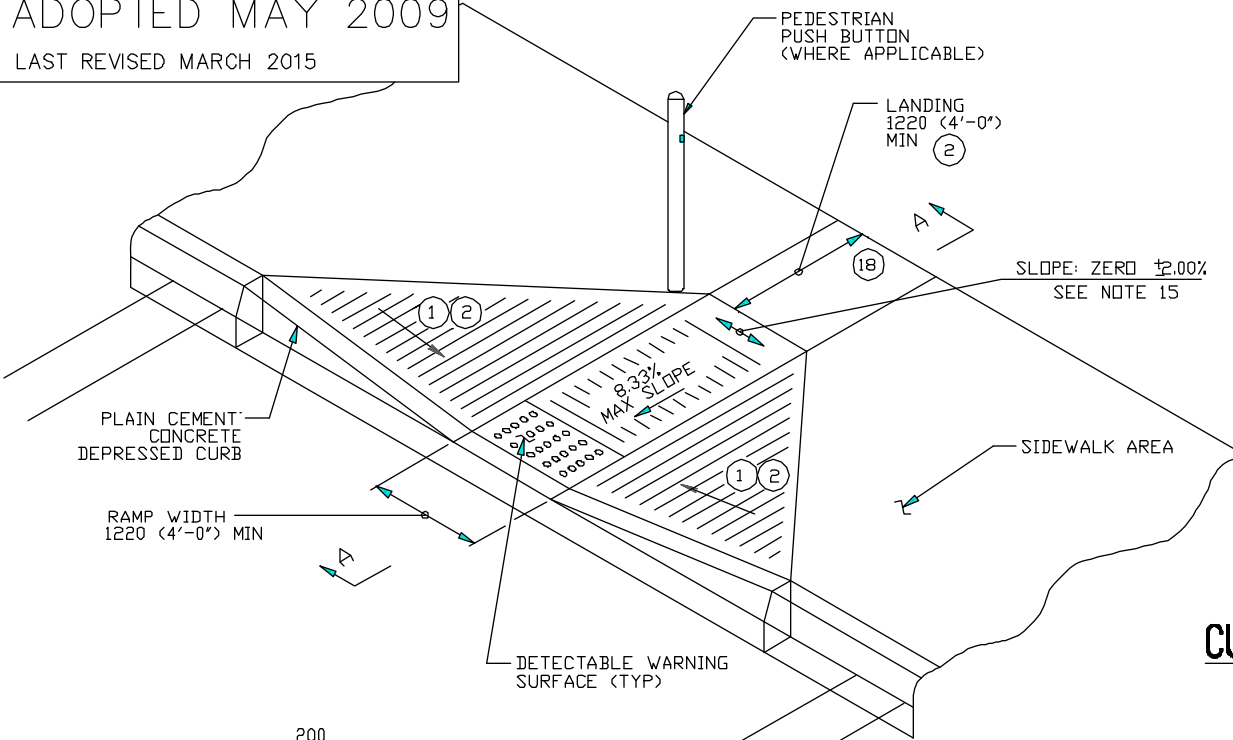 ADOPTED MAY 2009
LAST REVISED MARCH 2015
PEDESTRIAN
PUSH BUTTON
(WHERE APPLICABLE)
LANDING
1220 (4'-0")
MIN 2
A
18
SLOPE: ZERO ±2.00%
SEE NOTE 15
1 2
8.33%
MAX SLOPE
PLAIN CEMENT
CONCRETE
DEPRESSED CURB
SIDEWALK AREA
1 2
RAMP WIDTH
1220 (4'-0") MIN
A
DETECTABLE WARNING
SURFACE (TYP)
200